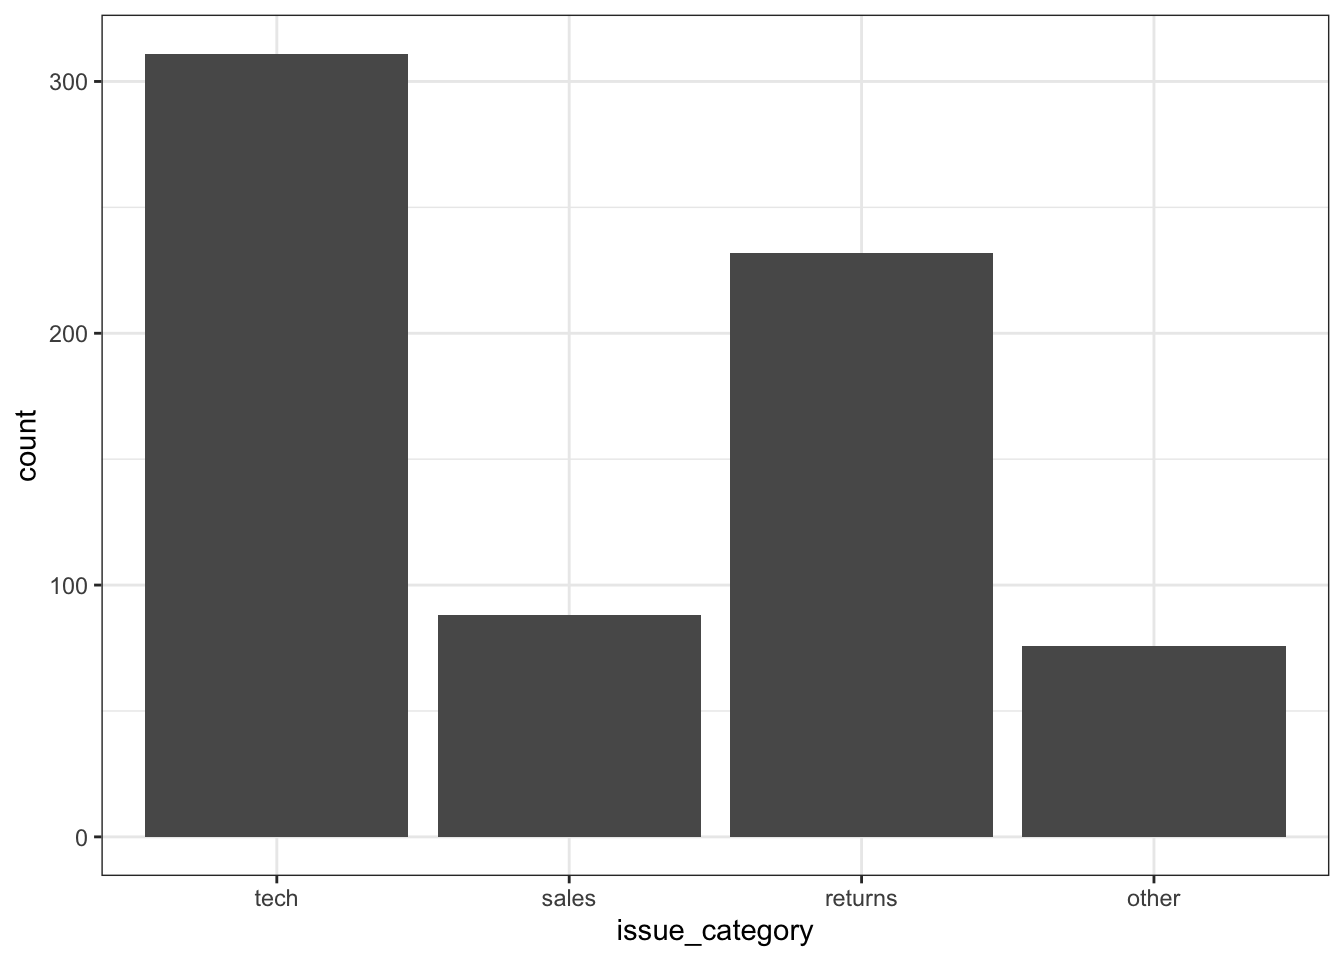 300
200
100
0
count
tech
sales
returns
other
issue_category